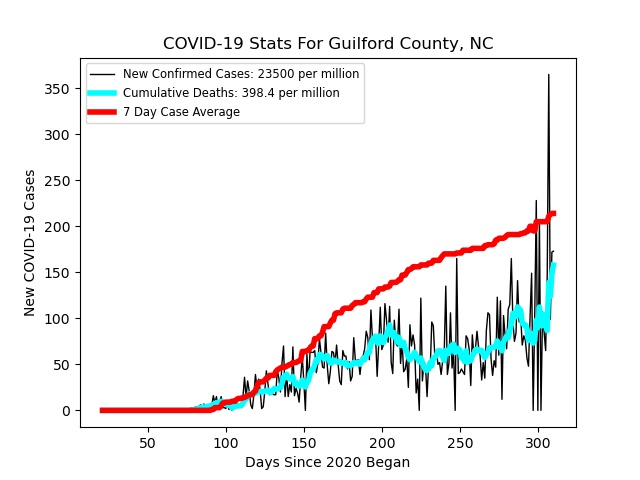 COVID-19 Stats For Guilford County, NC
New Confirmed Cases: 23500 per million
Cumulative Deaths: 398.4 per million
7 Day Case Average
New COVID-19 Cases
350
300
250
200
150
100
50
0
50 100 150 200 250 300
Days Since 2020 Began